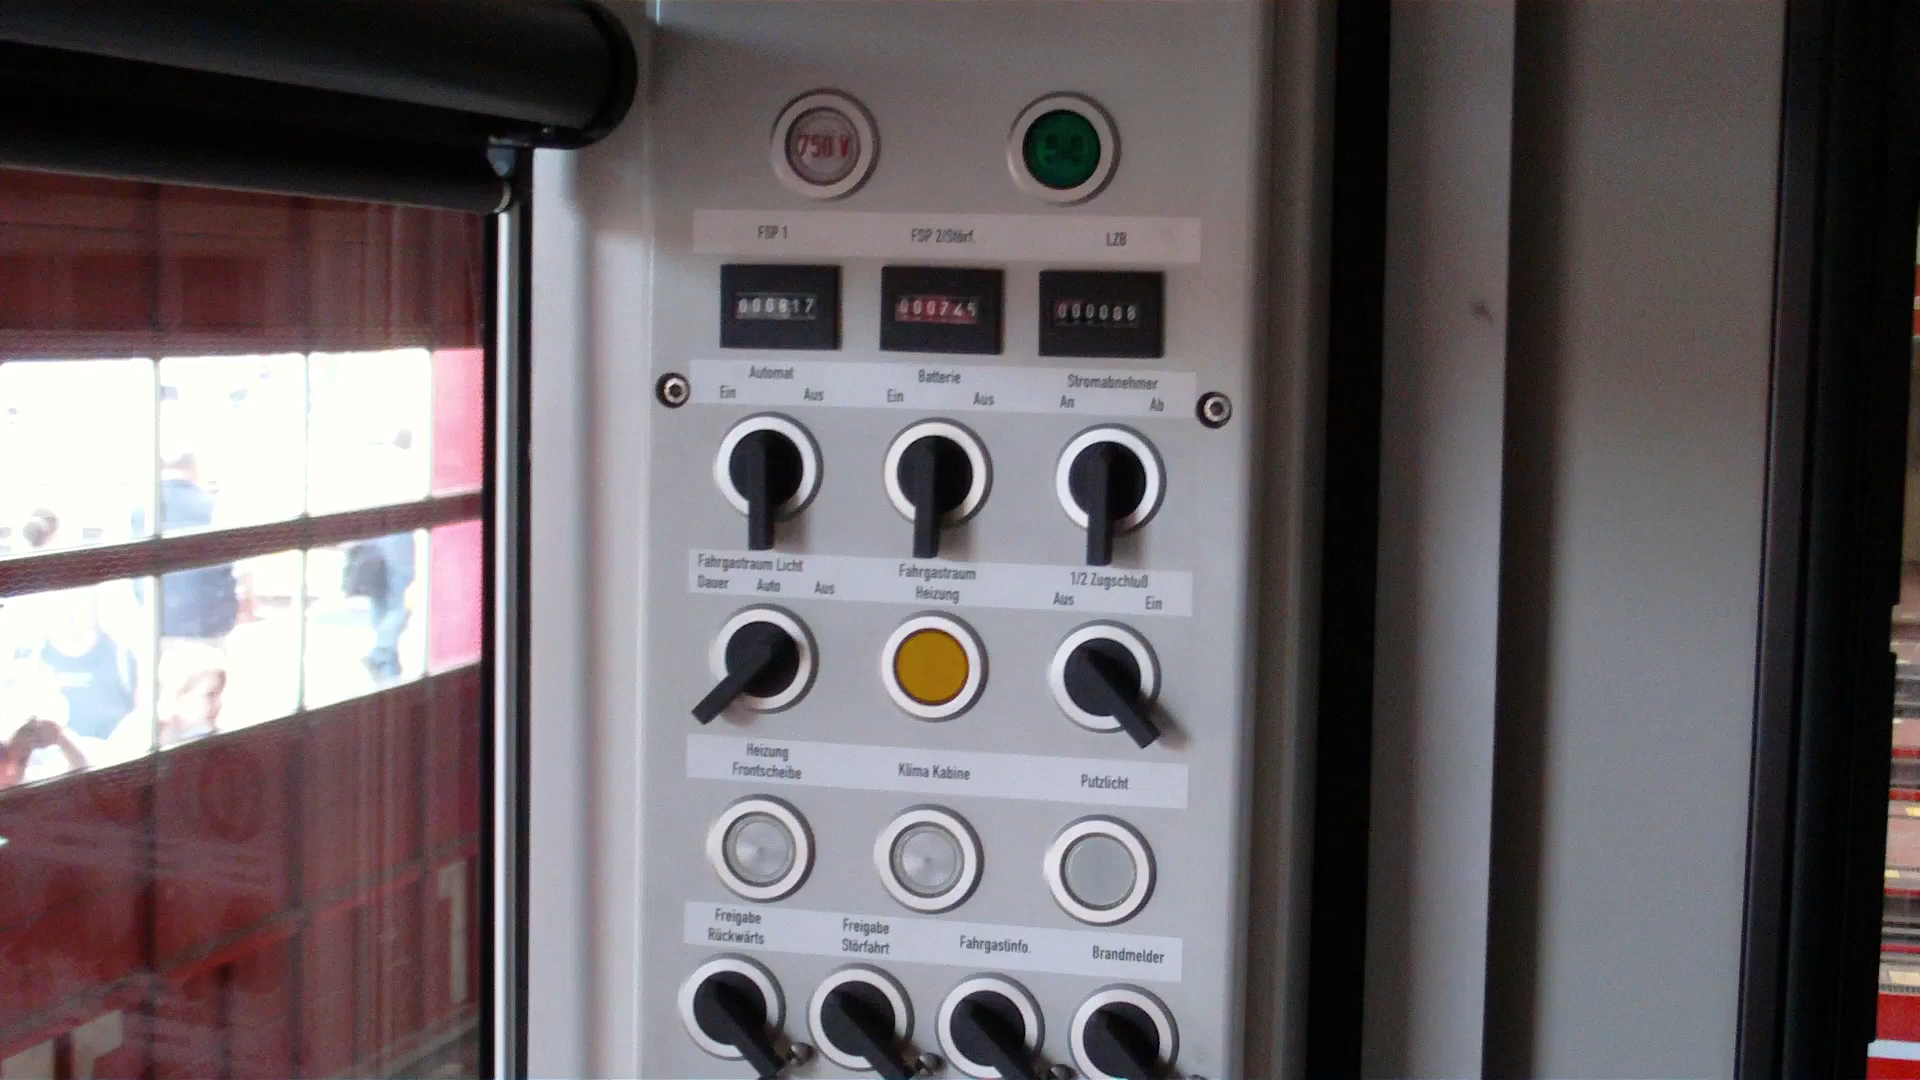 750 V
FSP 1 FSP 2/Störf. LZB
000817 000008
Automat Batterie Stromabnehmer
Ein Aus Ein Aus An Ab
Fahrgastraum Licht Fahrgastraum 1/2 Zugschluß
Dauer Auto Aus Heizung Aus Ein
Heizung Klima Kabine Putzlicht
Frontscheibe
Freigabe Freigabe Fahrgastinfo. Brandmelder
Rückwärts Störfahrt